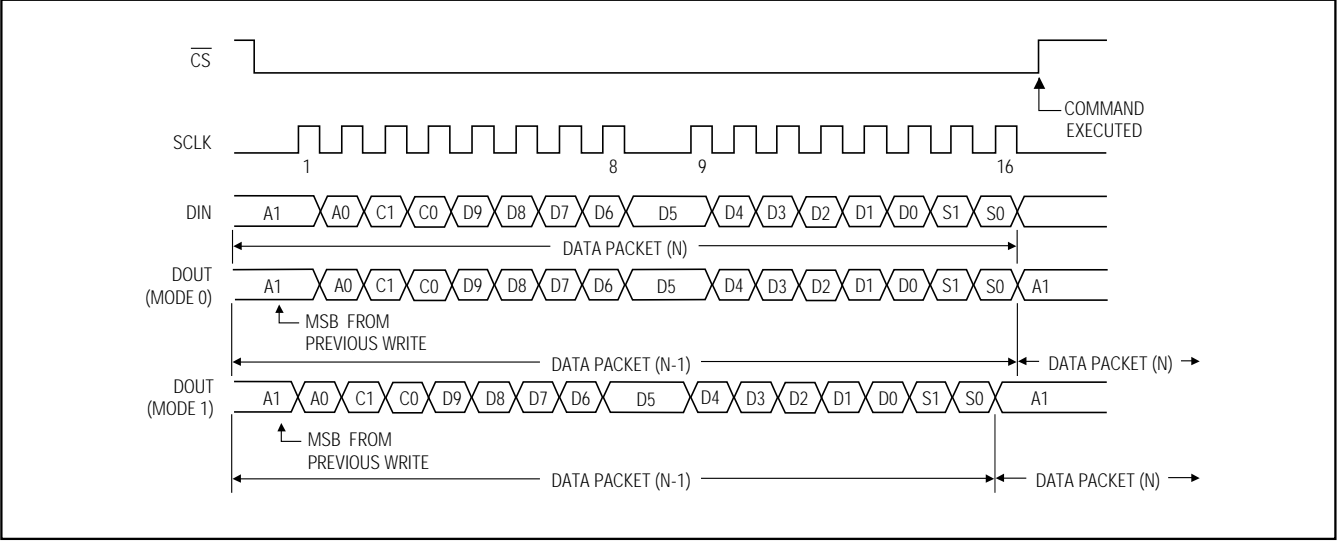 CS
COMMAND
EXECUTED
SCLK
1 8 9 16
DIN A1 A0 C1 C0 D9 D8 D7 D6 D5 D4 D3 D2 D1 D0 S1 S0
DATA PACKET (N)
DOUT
(MODE 0)
A1 A0 C1 C0 D9 D8 D7 D6 D5 D4 D3 D2 D1 D0 S1 S0 A1
MSB FROM
PREVIOUS WRITE
DATA PACKET (N-1) DATA PACKET (N)
DOUT
(MODE 1)
A1 A0 C1 C0 D9 D8 D7 D6 D5 D4 D3 D2 D1 D0 S1 S0 A1
MSB FROM
PREVIOUS WRITE
DATA PACKET (N-1) DATA PACKET (N)